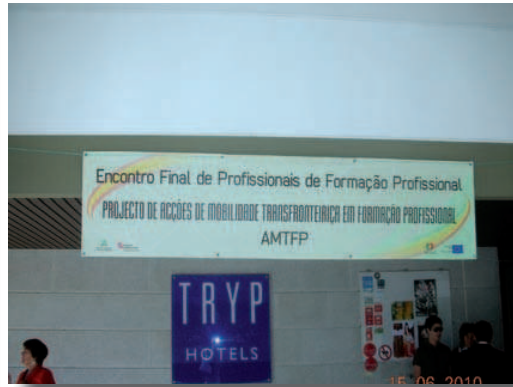 Encontro Final de Profissionais de Formação Profissional
PROJECTO DE ACÇÕES DE MOBILIDADE TRANSFRONTEIRIÇA EM FORMAÇÃO PROFISSIONAL
AMTFP
TRYP
HOTELS
15 06 2010